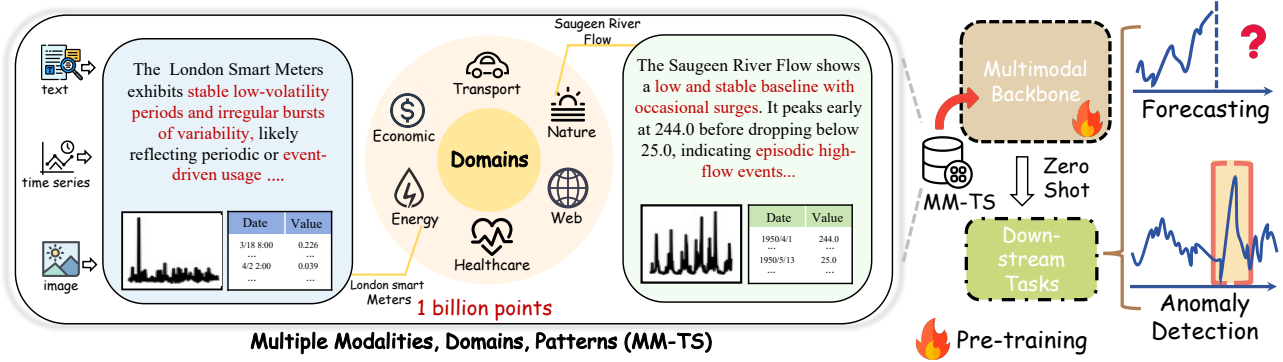 text
time series
image
The London Smart Meters
exhibits stable low-volatility
periods and irregular bursts
of variability, likely
reflecting periodic or event-
driven usage ....
Date Value
3/18 8:00 0.226
... ...
4/2 2:00 0.039
... ...
Transport
Economic
Nature
Domains
Energy
Web
Healthcare
Saugeen River
Flow
London smart
Meters
1 billion points
The Saugeen River Flow shows
a low and stable baseline with
occasional surges. It peaks early
at 244.0 before dropping below
25.0, indicating episodic high-
flow events...
Date Value
1950/4/1 244.0
... ...
1950/5/13 25.0
... ...
Multiple Modalities, Domains, Patterns (MM-TS)
MM-TS
Multimodal
Backbone
Zero
Shot
Down-
stream
Tasks
Pre-training
?
Forecasting
Anomaly
Detection